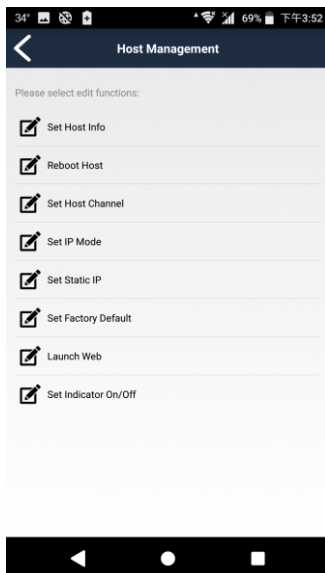 34° 69% 下午3:52
Host Management
Please select edit functions:
Set Host Info
Reboot Host
Set Host Channel
Set IP Mode
Set Static IP
Set Factory Default
Launch Web
Set Indicator On/Off